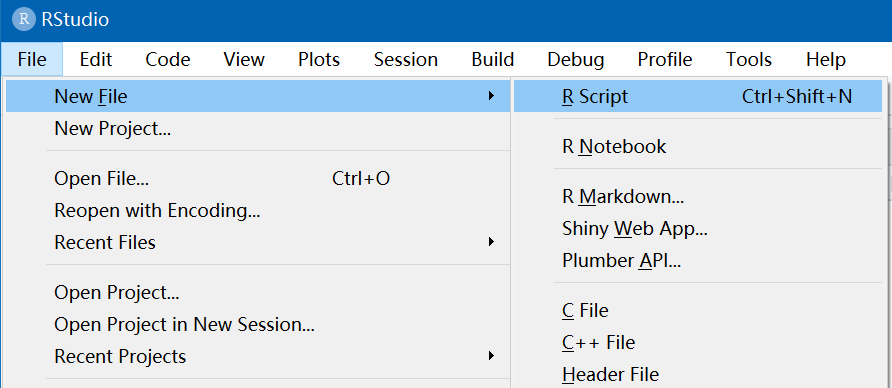 R RStudio
File Edit Code View Plots Session Build Debug Profile Tools Help
New File
New Project...
Open File... Ctrl+O
Reopen with Encoding...
Recent Files
Open Project...
Open Project in New Session...
Recent Projects
R Script Ctrl+Shift+N
R Notebook
R Markdown...
Shiny Web App...
Plumber API...
C File
C++ File
Header File